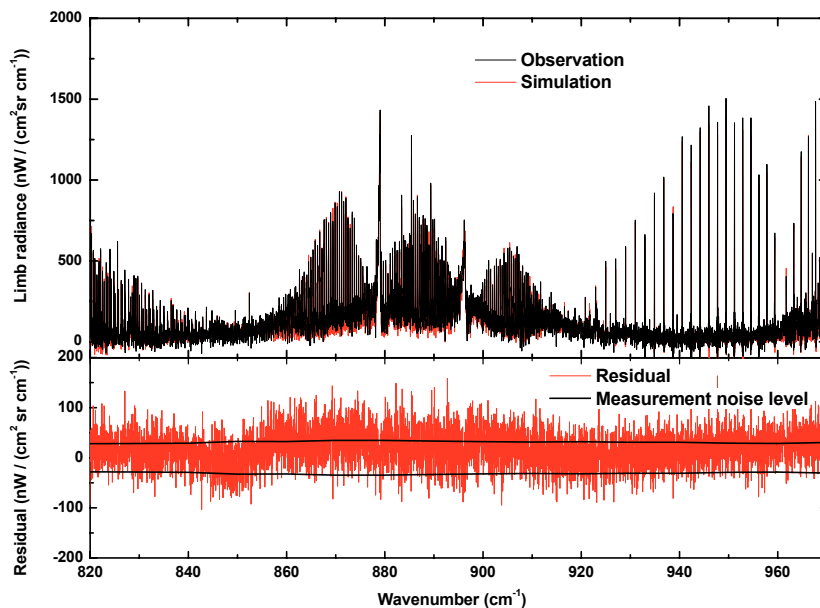 2000
1500
1000
500
0
Limb radiance (nW / (cm²sr cm⁻¹))
Observation
Simulation
200
100
0
-100
-200
Residual (nW / (cm² sr cm⁻¹))
Residual
Measurement noise level
820 840 860 880 900 920 940 960
Wavenumber (cm⁻¹)